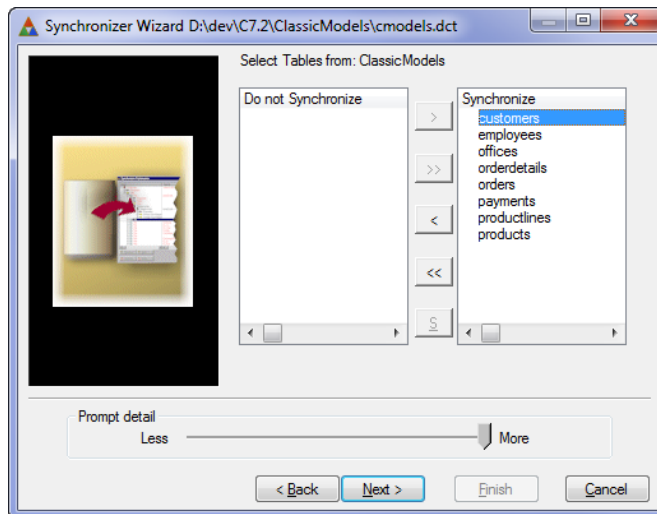 Synchronizer Wizard D:\dev\C7.2\ClassicModels\cmodels.dct
Select Tables from: ClassicModels
Do not Synchronize
>
>>
<
<<
S
Synchronize
customers
employees
offices
orderdetails
orders
payments
productlines
products
Prompt detail
Less
More
< Back
Next >
Finish
Cancel